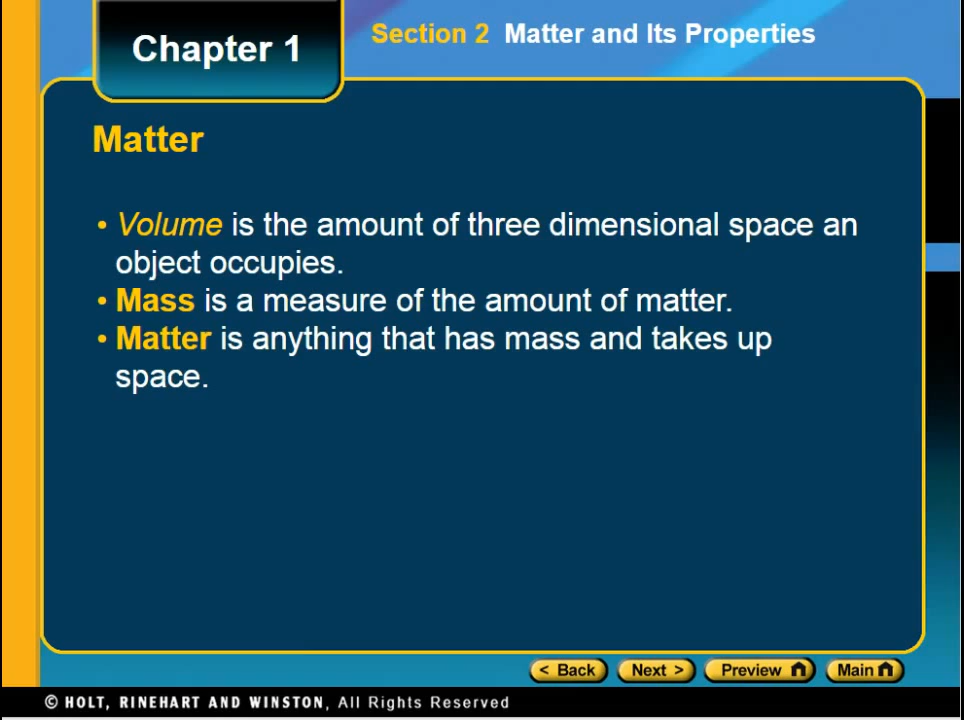 Chapter 1
Section 2 Matter and Its Properties
Matter
• Volume is the amount of three dimensional space an
object occupies.
• Mass is a measure of the amount of matter.
• Matter is anything that has mass and takes up
space.
< Back Next > Preview Main
© HOLT, RINEHART AND WINSTON, All Rights Reserved